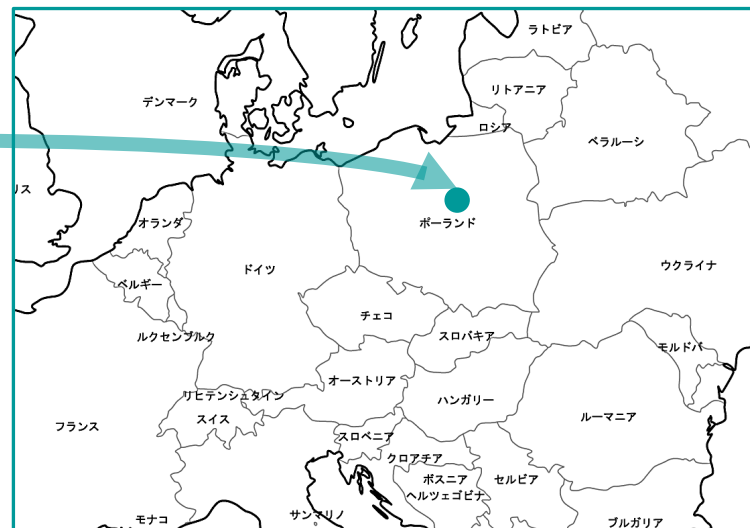 ラトビア
リトアニア
デンマーク
ロシア
ベラルーシ
リス
オランダ
ポーランド
ウクライナ
ドイツ
ベルギー
チェコ
ルクセンブルク
スロバキア
モルドバ
オーストリア
リヒテンシュタイン
ハンガリー
スイス
ルーマニア
フランス
スロベニア
クロアチア
ボスニア
ヘルツェゴビナ
セルビア
モナコ
サンマリノ
ブルガリア